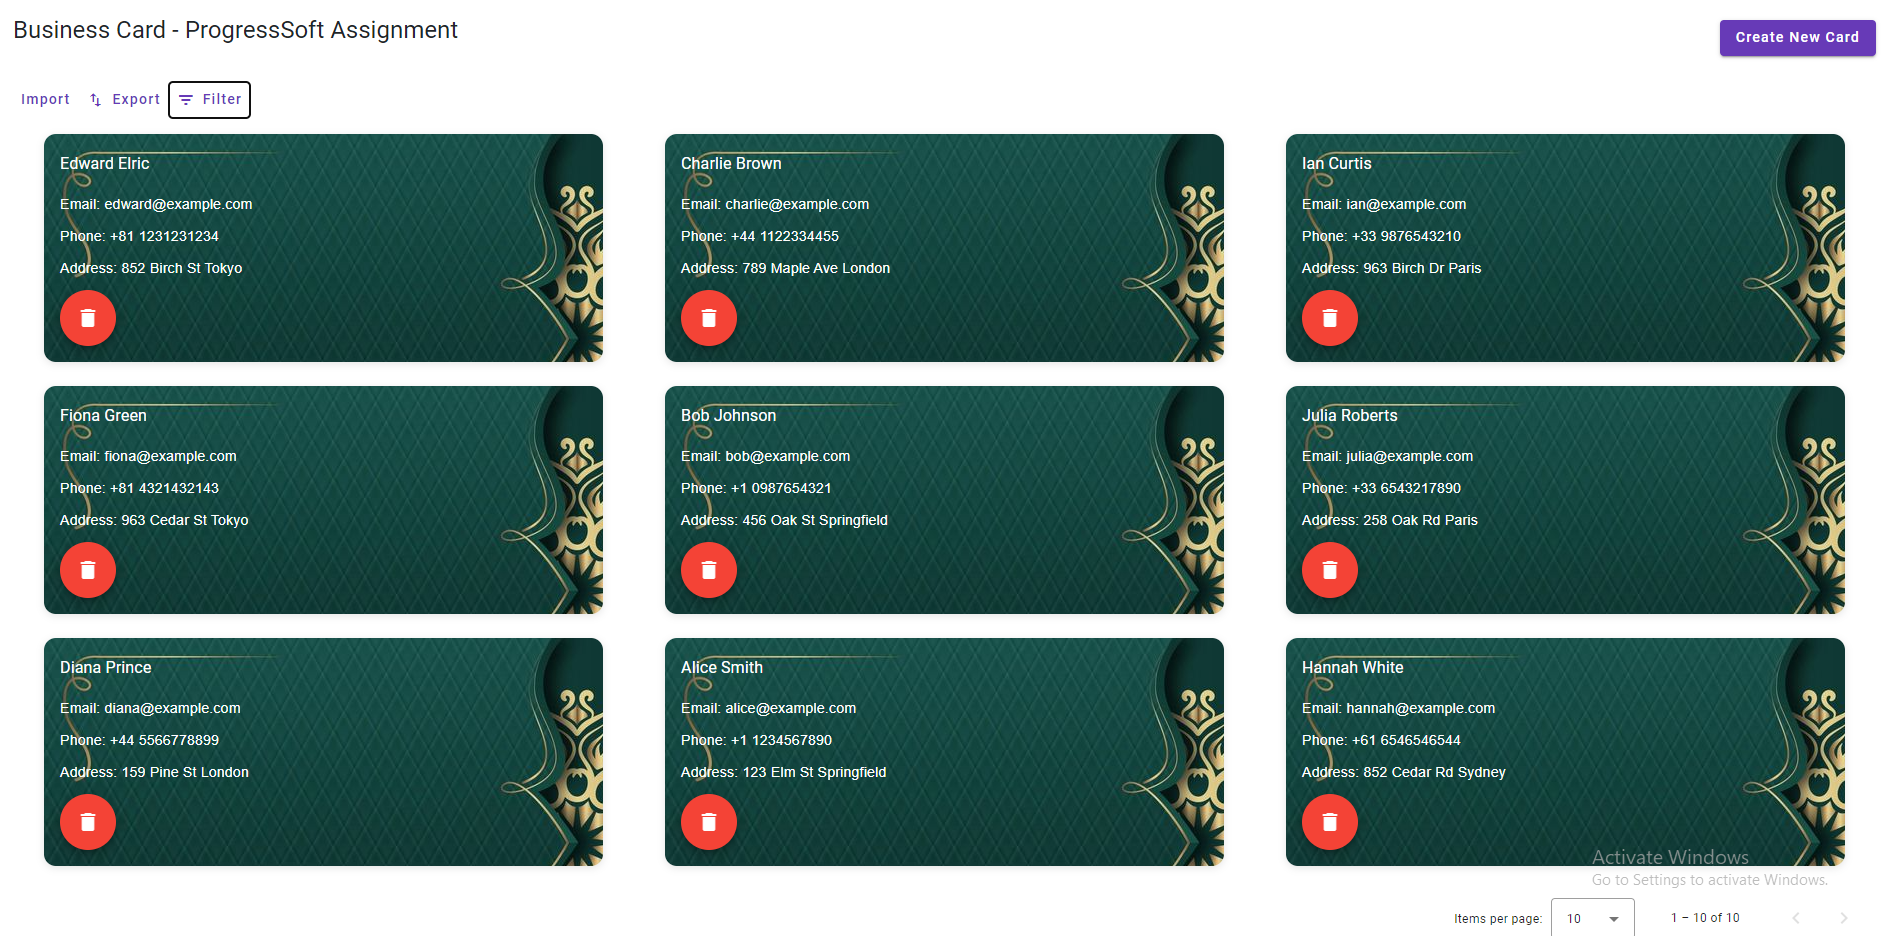 Business Card - ProgressSoft Assignment
Create New Card
Import Export Filter
Edward Elric
Email: edward@example.com
Phone: +81 1231231234
Address: 852 Birch St Tokyo
Charlie Brown
Email: charlie@example.com
Phone: +44 1122334455
Address: 789 Maple Ave London
Ian Curtis
Email: ian@example.com
Phone: +33 9876543210
Address: 963 Birch Dr Paris
Fiona Green
Email: fiona@example.com
Phone: +81 4321432143
Address: 963 Cedar St Tokyo
Bob Johnson
Email: bob@example.com
Phone: +1 0987654321
Address: 456 Oak St Springfield
Julia Roberts
Email: julia@example.com
Phone: +33 6543217890
Address: 258 Oak Rd Paris
Diana Prince
Email: diana@example.com
Phone: +44 5566778899
Address: 159 Pine St London
Alice Smith
Email: alice@example.com
Phone: +1 1234567890
Address: 123 Elm St Springfield
Hannah White
Email: hannah@example.com
Phone: +61 6546546544
Address: 852 Cedar Rd Sydney
Activate Windows
Go to Settings to activate Windows.
Items per page: 10 1 – 10 of 10